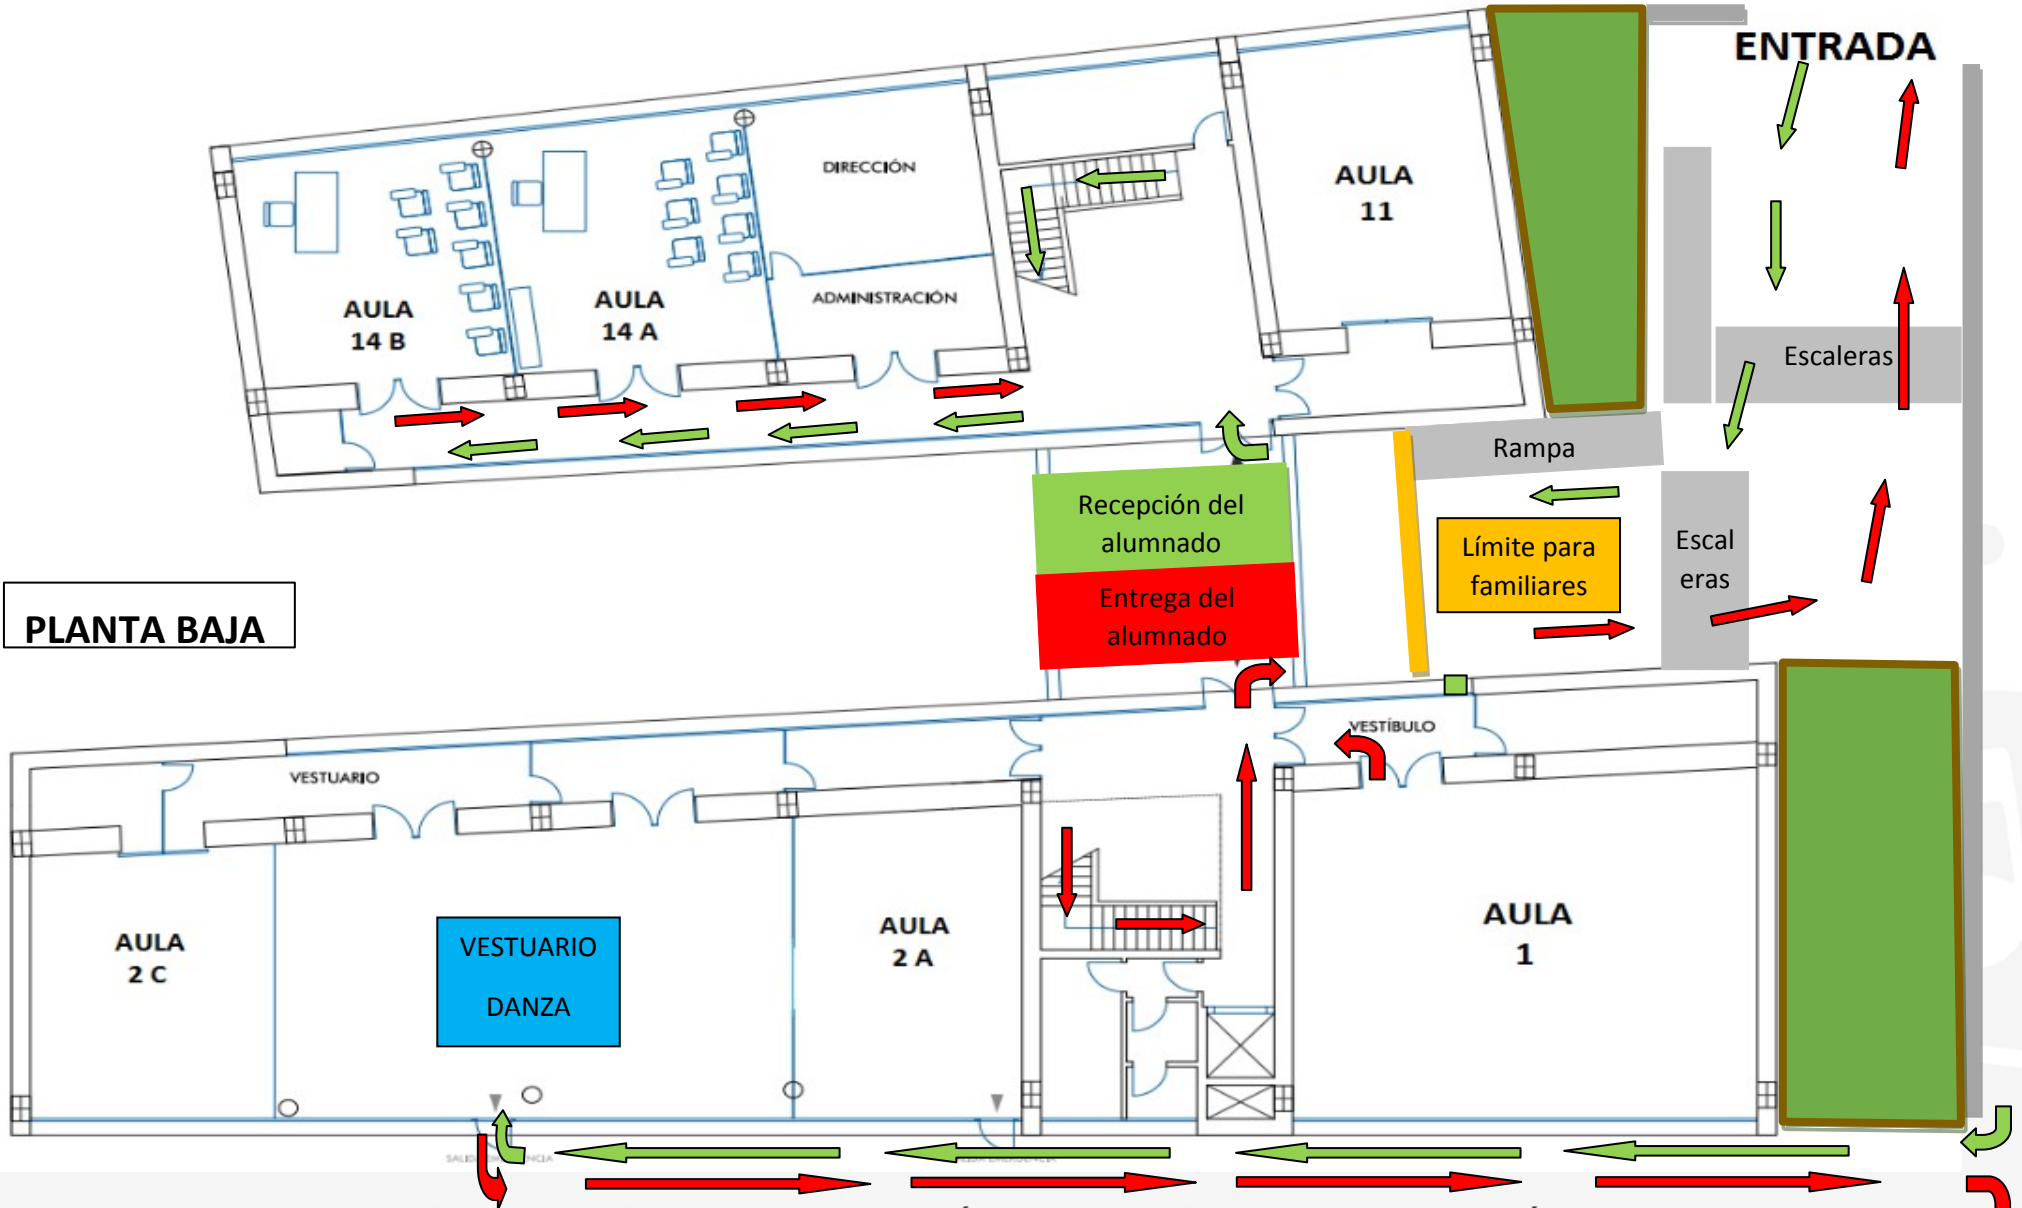 ENTRADA
DIRECCIÓN
AULA
11
ADMINISTRACIÓN
AULA
14 B
AULA
14 A
Escaleras
Rampa
Recepción del
alumnado
Límite para
familiares
Escal
eras
Entrega del
alumnado
PLANTA BAJA
VESTÍBULO
VESTUARIO
AULA
2 C
VESTUARIO
DANZA
AULA
2 A
AULA
1